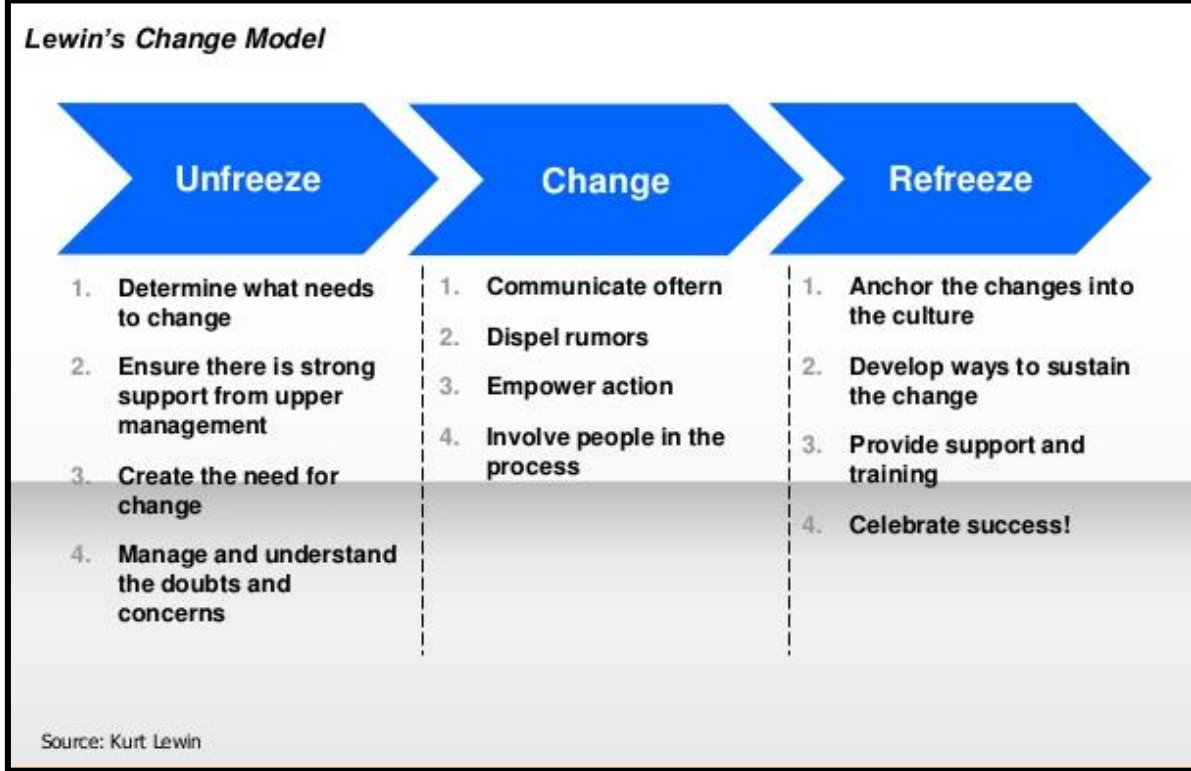 Lewin's Change Model
Unfreeze
1. Determine what needs
to change
2. Ensure there is strong
support from upper
management
3. Create the need for
change
4. Manage and understand
the doubts and
concerns
Change
1. Communicate oftern
2. Dispel rumors
3. Empower action
4. Involve people in the
process
Refreeze
1. Anchor the changes into
the culture
2. Develop ways to sustain
the change
3. Provide support and
training
4. Celebrate success!
Source: Kurt Lewin